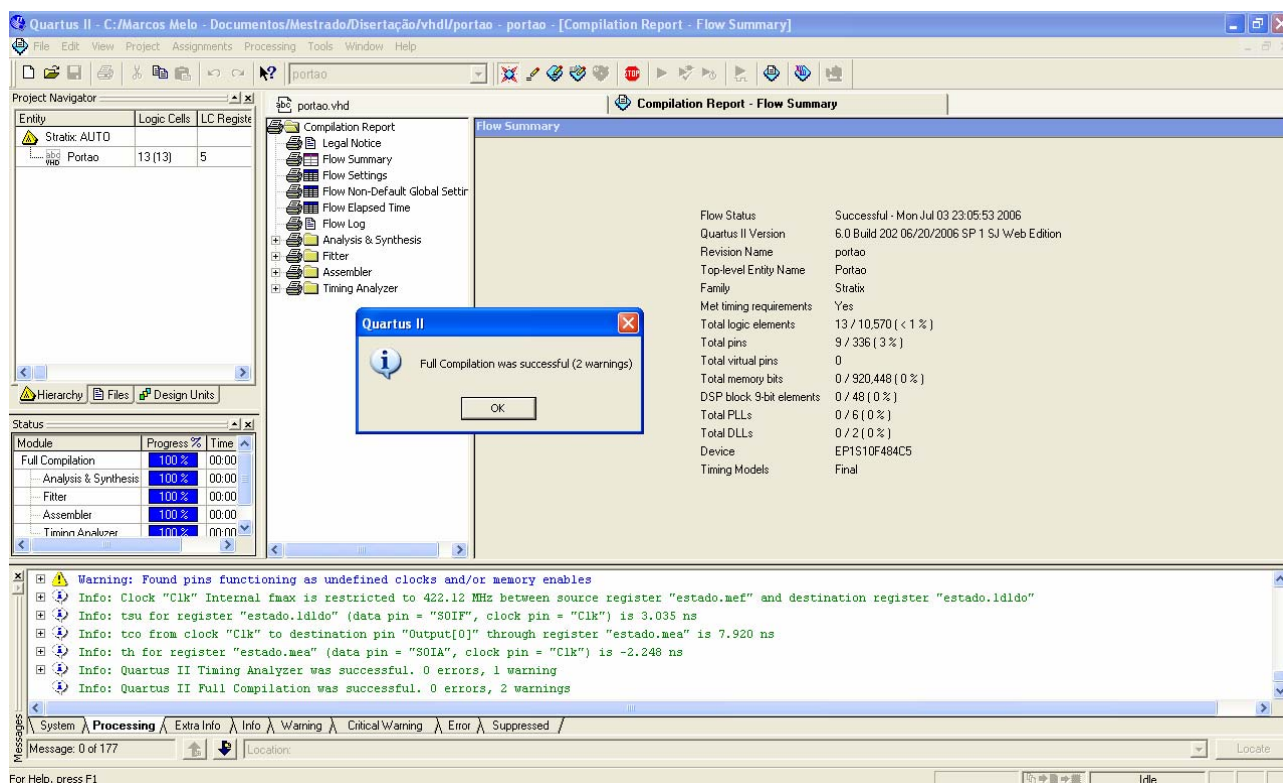 Quartus II - C:/Marcos Melo - Documentos/Mestrado/Disertação/vhdl/portao - portao - [Compilation Report - Flow Summary]
File Edit View Project Assignments Processing Tools Window Help
portao
Project Navigator
Entity Logic Cells LC Registe
Stratix: AUTO
Portao 13 (13) 5
Hierarchy Files Design Units
Status
Module Progress % Time
Full Compilation 100 % 00:00
Analysis & Synthesis 100 % 00:00
Fitter 100 % 00:00
Assembler 100 % 00:00
Timing Analyzer 100 % 00:00
portao.vhd
Compilation Report - Flow Summary
Compilation Report
Legal Notice
Flow Summary
Flow Settings
Flow Non-Default Global Settir
Flow Elapsed Time
Flow Log
Analysis & Synthesis
Fitter
Assembler
Timing Analyzer
Flow Summary
Flow Status Successful - Mon Jul 03 23:05:53 2006
Quartus II Version 6.0 Build 202 06/20/2006 SP 1 SJ Web Edition
Revision Name portao
Top-level Entity Name Portao
Family Stratix
Met timing requirements Yes
Total logic elements 13 / 10,570 ( < 1 % )
Total pins 9 / 336 ( 3 % )
Total virtual pins 0
Total memory bits 0 / 920,448 ( 0 % )
DSP block 9-bit elements 0 / 48 ( 0 % )
Total PLLs 0 / 6 ( 0 % )
Total DLLs 0 / 2 ( 0 % )
Device EP1S10F484C5
Timing Models Final
Quartus II
Full Compilation was successful (2 warnings)
OK
Warning: Found pins functioning as undefined clocks and/or memory enables
Info: Clock "Clk" Internal fmax is restricted to 422.12 MHz between source register "estado.mef" and destination register "estado.ldldo"
Info: tsu for register "estado.ldldo" (data pin = "SOIF", clock pin = "Clk") is 3.035 ns
Info: tco from clock "Clk" to destination pin "Output[0]" through register "estado.mea" is 7.920 ns
Info: th for register "estado.mea" (data pin = "SOIA", clock pin = "Clk") is -2.248 ns
Info: Quartus II Timing Analyzer was successful. 0 errors, 1 warning
Info: Quartus II Full Compilation was successful. 0 errors, 2 warnings
Messages
System Processing Extra Info Info Warning Critical Warning Error Suppressed
Message: 0 of 177 Location: Locate
For Help, press F1 Idle